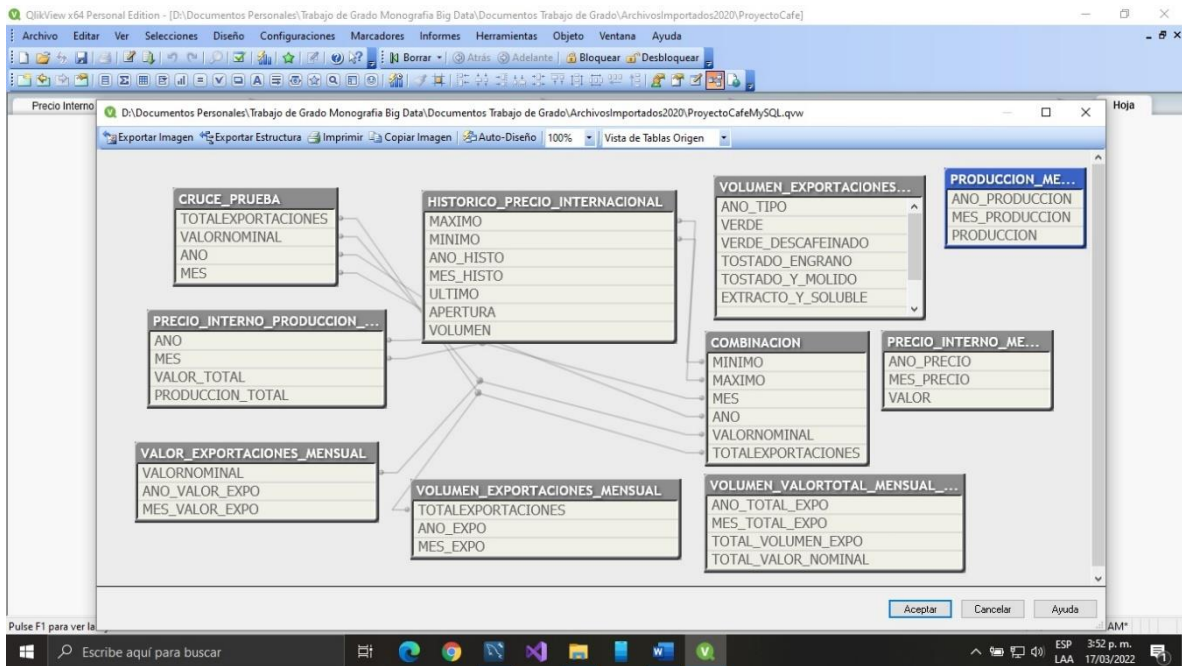 QlikView x64 Personal Edition - [D:\Documentos Personales\Trabajo de Grado Monografia Big Data\Documentos Trabajo de Grado\ArchivosImportados2020\ProyectoCafe]
Archivo Editar Ver Selecciones Diseño Configuraciones Marcadores Informes Herramientas Objeto Ventana Ayuda
Borrar Atrás Adelante Bloquear Desbloquear
Precio Interno
Hoja
D:\Documentos Personales\Trabajo de Grado Monografia Big Data\Documentos Trabajo de Grado\ArchivosImportados2020\ProyectoCafeMySQL.qvw
Exportar Imagen Exportar Estructura Imprimir Copiar Imagen Auto-Diseño 100% Vista de Tablas Origen
CRUCE_PRUEBA
TOTALEXPORTACIONES
VALORNOMINAL
ANO
MES
HISTORICO_PRECIO_INTERNACIONAL
MAXIMO
MINIMO
ANO_HISTO
MES_HISTO
ULTIMO
APERTURA
VOLUMEN
VOLUMEN_EXPORTACIONES...
ANO_TIPO
VERDE
VERDE_DESCAFEINADO
TOSTADO_ENGRANO
TOSTADO_Y_MOLIDO
EXTRACTO_Y_SOLUBLE
PRODUCCION_ME...
ANO_PRODUCCION
MES_PRODUCCION
PRODUCCION
PRECIO_INTERNO_PRODUCCION_...
ANO
MES
VALOR_TOTAL
PRODUCCION_TOTAL
COMBINACION
MINIMO
MAXIMO
MES
ANO
VALORNOMINAL
TOTALEXPORTACIONES
PRECIO_INTERNO_ME...
ANO_PRECIO
MES_PRECIO
VALOR
VALOR_EXPORTACIONES_MENSUAL
VALORNOMINAL
ANO_VALOR_EXPO
MES_VALOR_EXPO
VOLUMEN_EXPORTACIONES_MENSUAL
TOTALEXPORTACIONES
ANO_EXPO
MES_EXPO
VOLUMEN_VALORTOTAL_MENSUAL_...
ANO_TOTAL_EXPO
MES_TOTAL_EXPO
TOTAL_VOLUMEN_EXPO
TOTAL_VALOR_NOMINAL
Aceptar Cancelar Ayuda
Pulse F1 para ver la
AM*
Escribe aquí para buscar
ESP 3:52 p. m.
LAA 17/03/2022